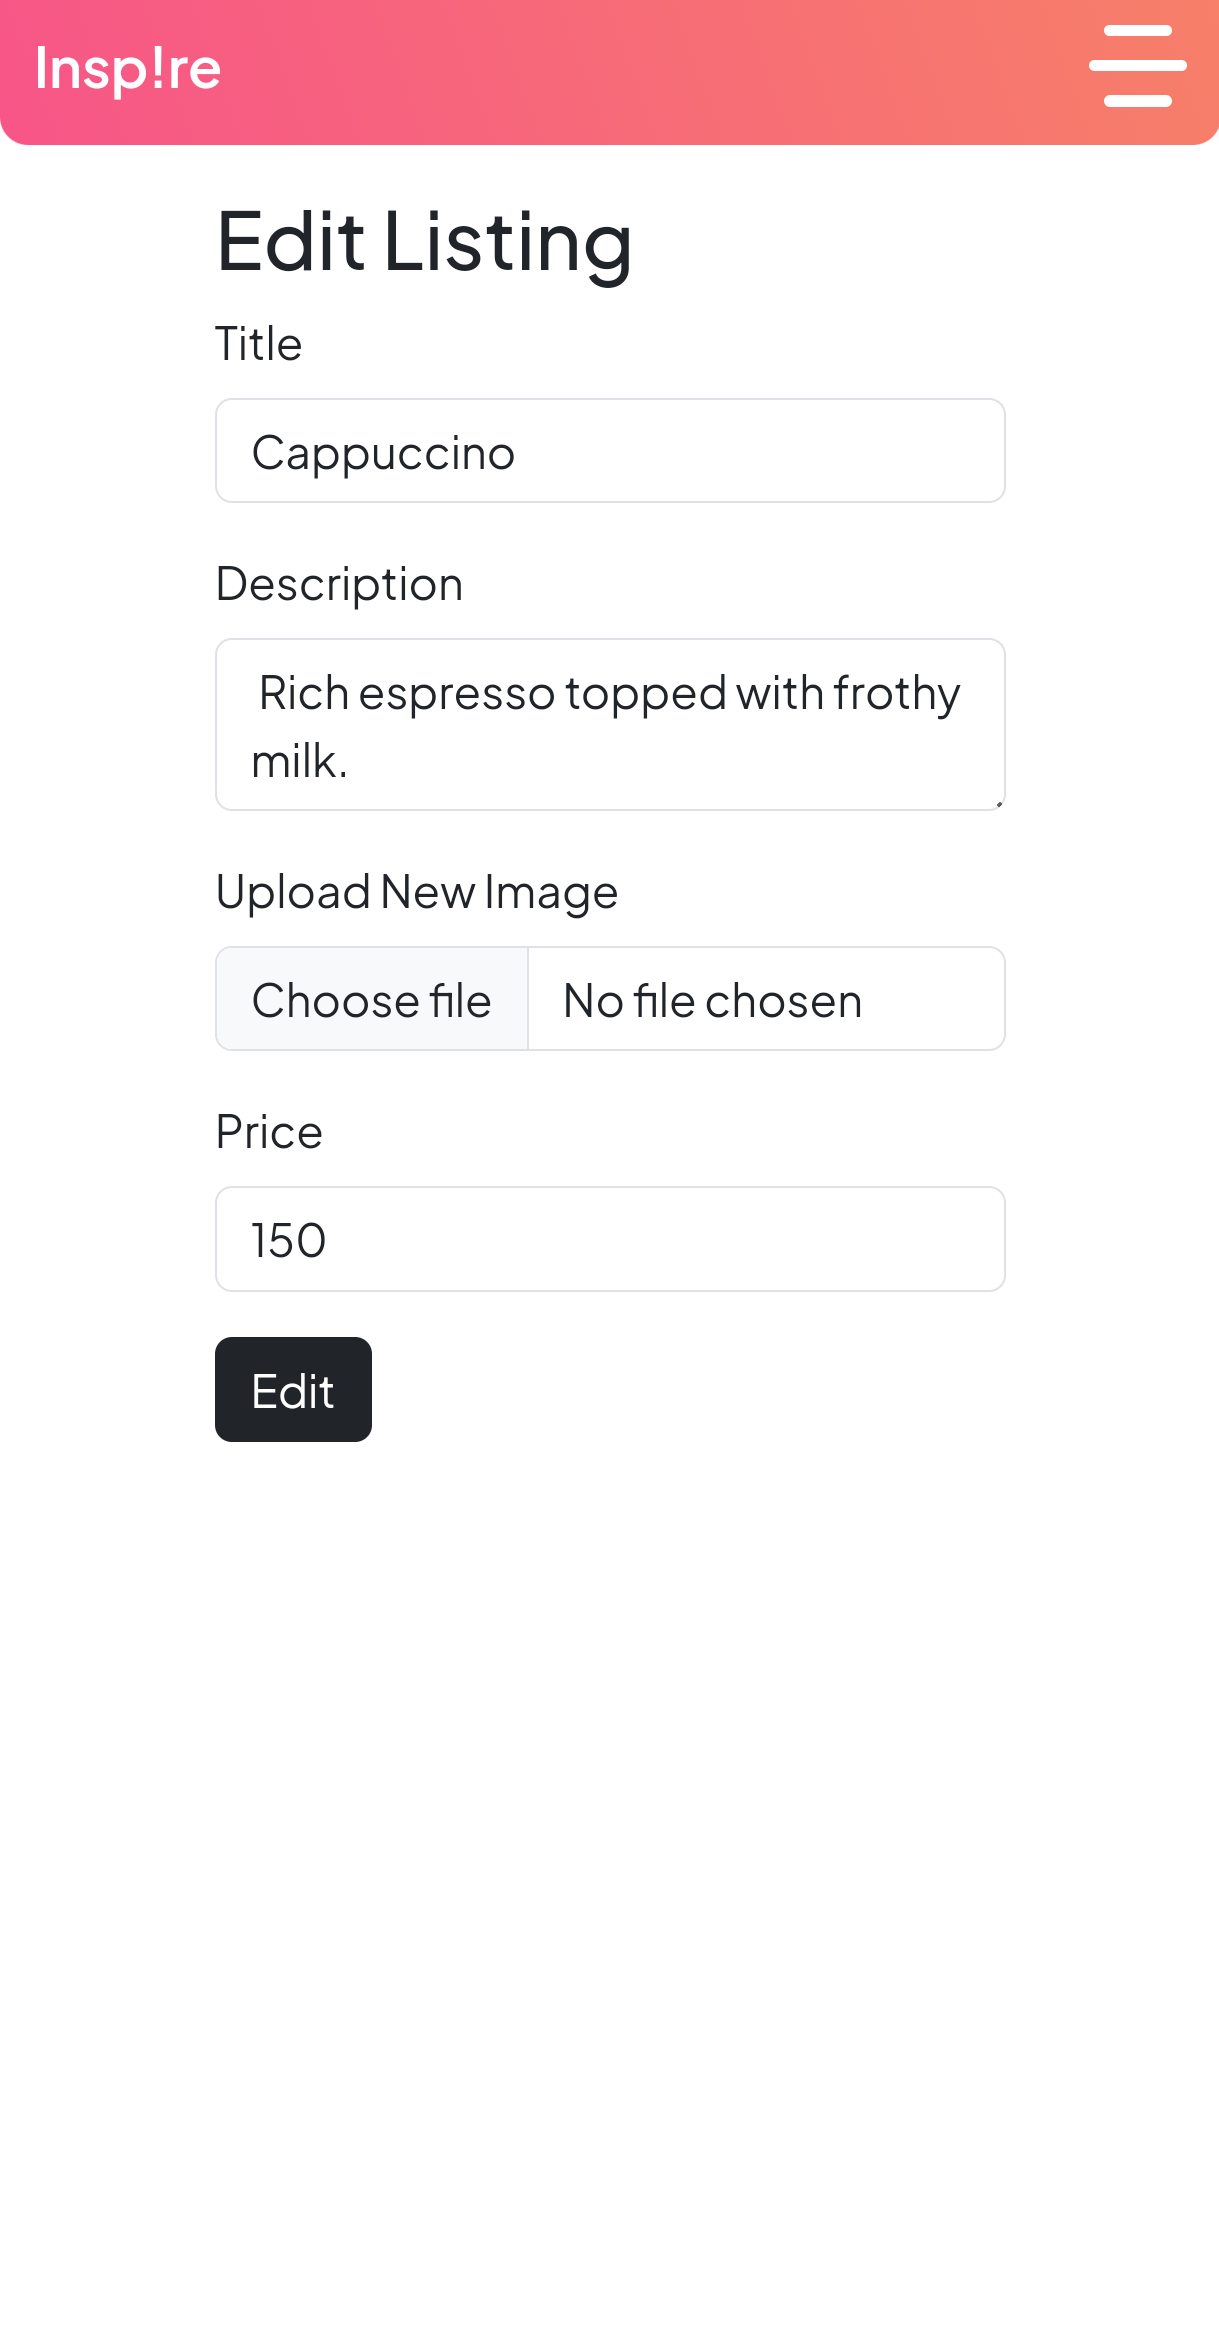 Insp!re
Edit Listing
Title
Cappuccino
Description
Rich espresso topped with frothy
milk.
Upload New Image
Choose file No file chosen
Price
150
Edit